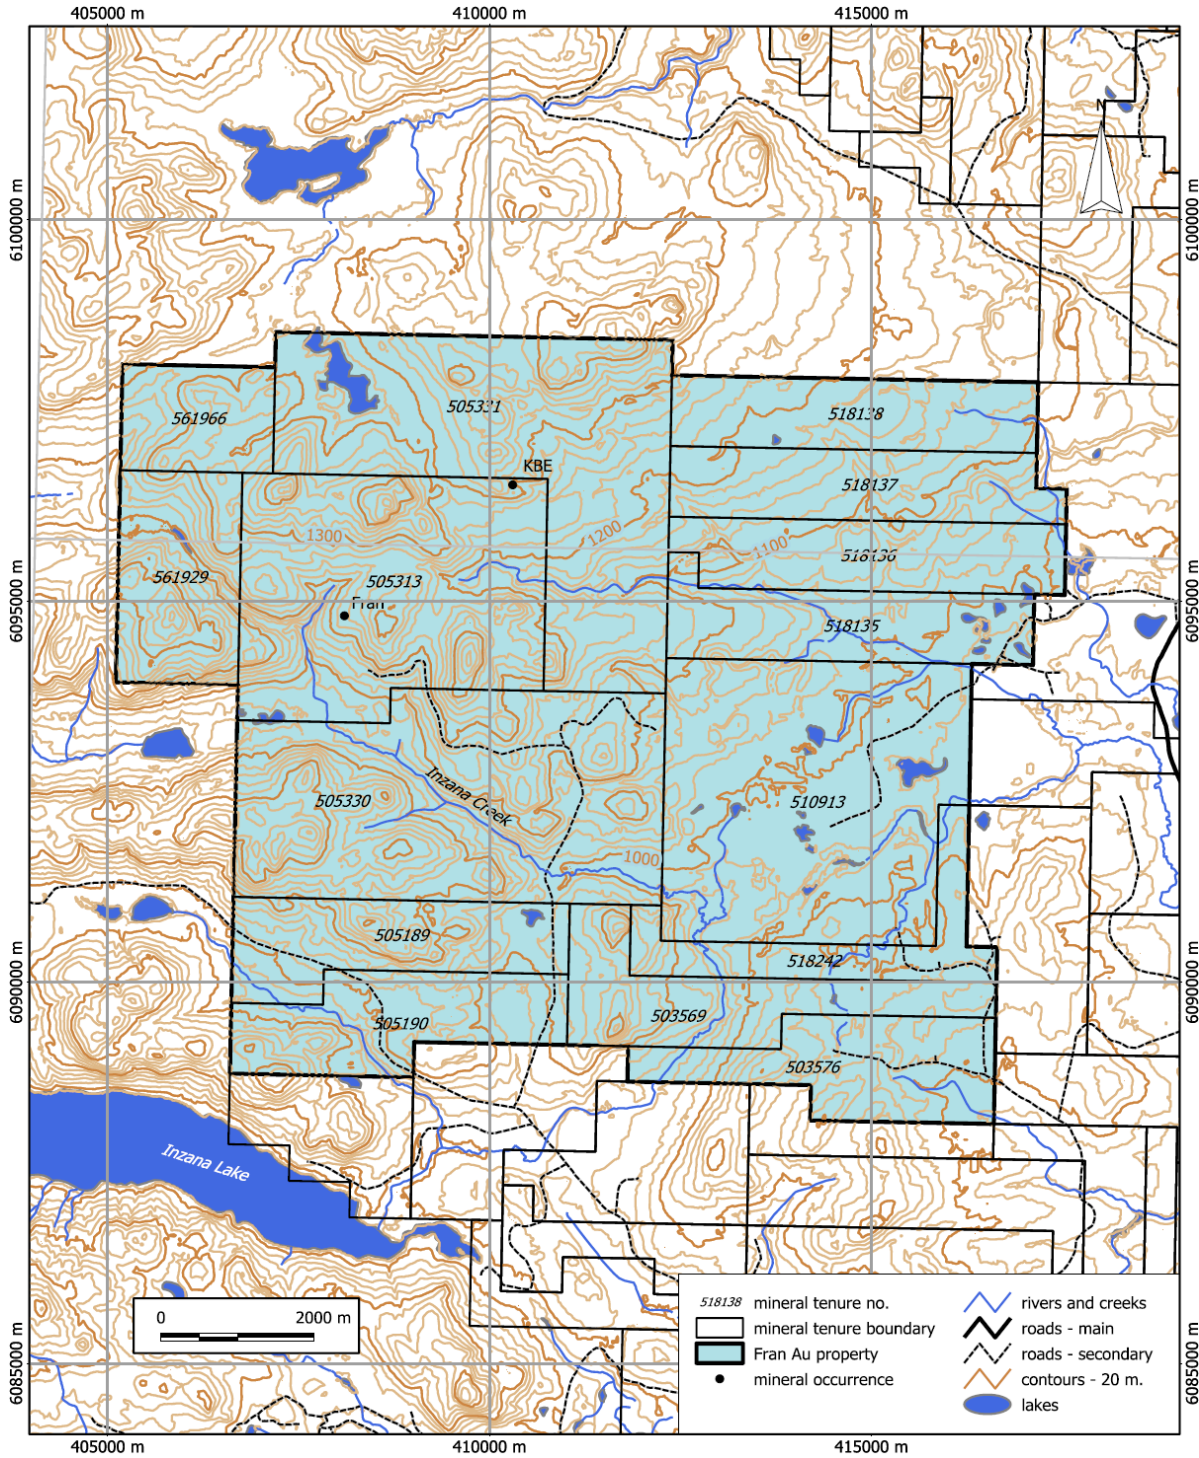 405000 m
410000 m
415000 m
N
6100000 m
6100000 m
505331
561966
518138
KBE
518137
1300
1200
1100
518136
561929
505313
Fran
6095000 m
6095000 m
518135
Inzana Creek
505330
510913
1000
505189
518242
6090000 m
6090000 m
505190
503569
503576
Inzana Lake
0
2000 m
518138 mineral tenure no.
mineral tenure boundary
Fran Au property
mineral occurrence
rivers and creeks
roads - main
roads - secondary
contours - 20 m.
lakes
6085000 m
6085000 m
405000 m
410000 m
415000 m